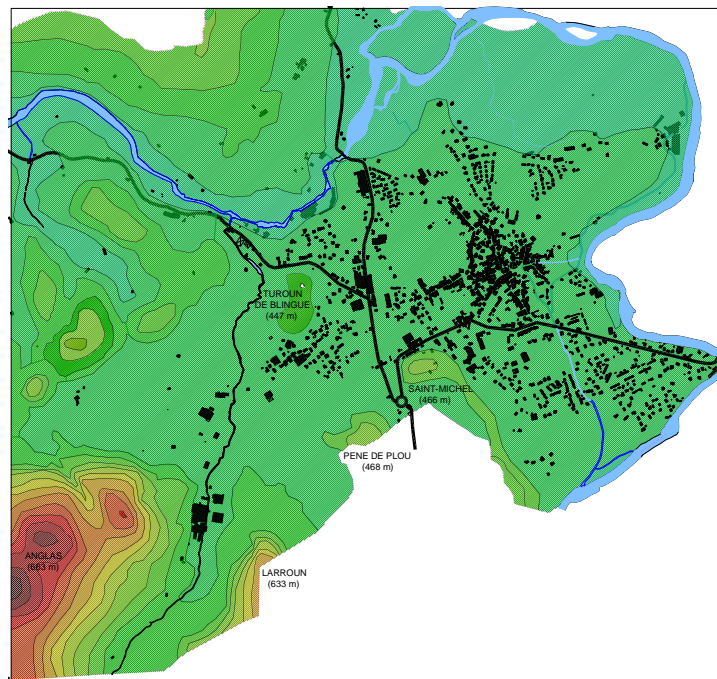 TUROUN
DE BLINGUE
(447 m)
SAINT-MICHEL
(466 m)
PENE DE PLOU
(468 m)
ANGLAS
(683 m)
LARROUN
(633 m)